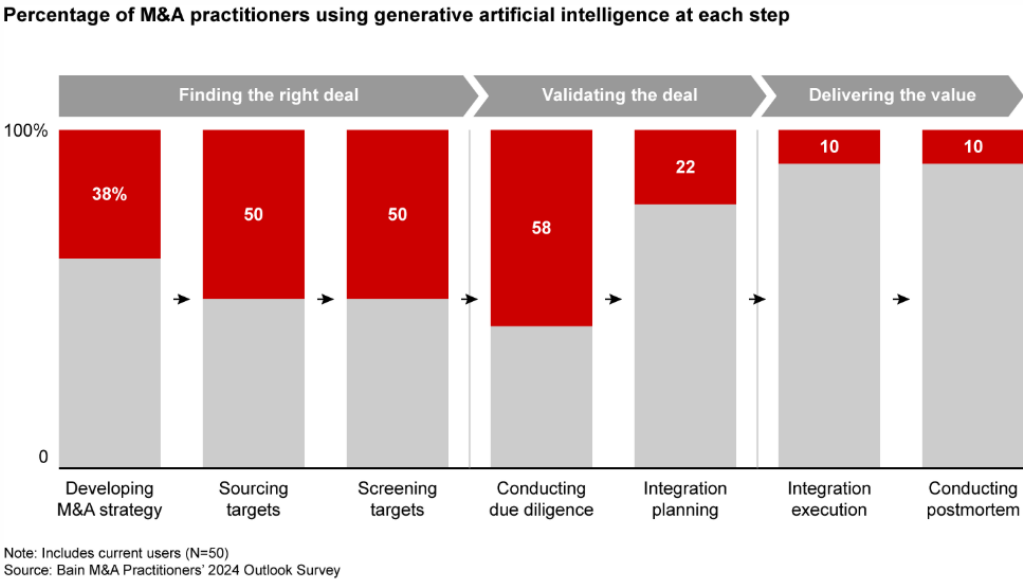 Percentage of M&A practitioners using generative artificial intelligence at each step
Finding the right deal
Validating the deal
Delivering the value
100%
38%
50
50
58
22
10
10
0
Developing
M&A strategy
Sourcing
targets
Screening
targets
Conducting
due diligence
Integration
planning
Integration
execution
Conducting
postmortem
Note: Includes current users (N=50)
Source: Bain M&A Practitioners’ 2024 Outlook Survey